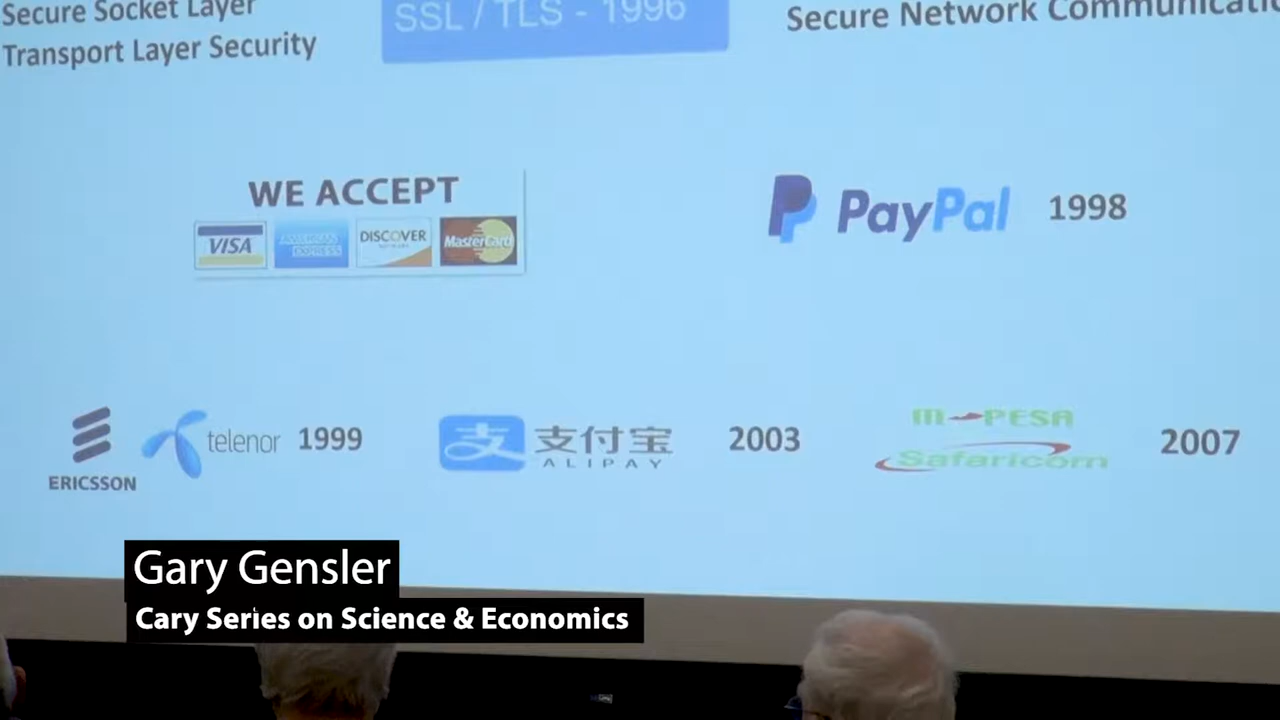 Secure Socket Layer
Transport Layer Security
SSL / TLS - 1996
Secure Network Communicatio
WE ACCEPT
VISA
AMERICAN EXPRESS
DISCOVER
MasterCard
PayPal 1998
ERICSSON
telenor 1999
支付宝
ALIPAY
2003
M-PESA
Safaricom
2007
Gary Gensler
Cary Series on Science & Economics